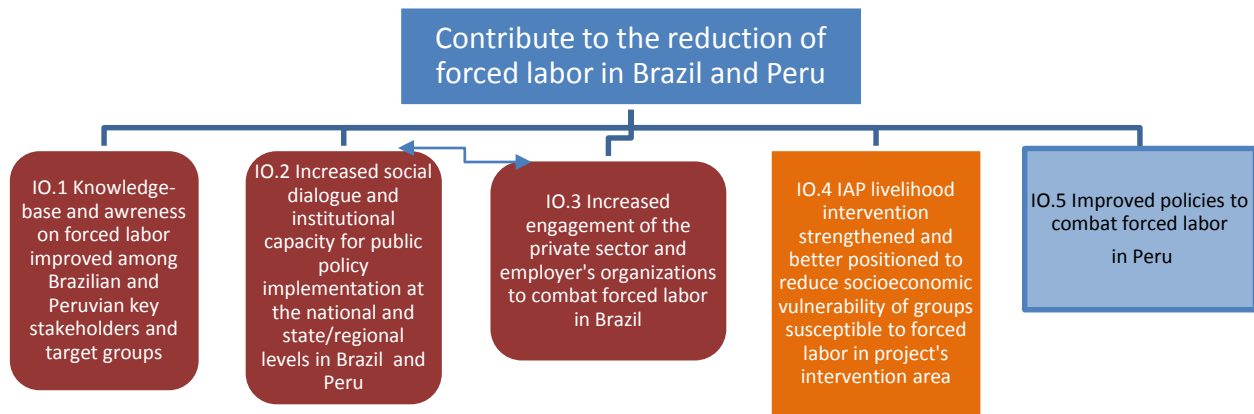 Contribute to the reduction of
forced labor in Brazil and Peru
IO.1 Knowledge-
base and awreness
on forced labor
improved among
Brazilian and
Peruvian key
stakeholders and
target groups
IO.2 Increased social
dialogue and
institutional
capacity for public
policy
implementation at
the national and
state/regional
levels in Brazil and
Peru
IO.3 Increased
engagement of the
private sector and
employer's organizations
to combat forced labor
in Brazil
IO.4 IAP livelihood
intervention
strengthened and
better positioned to
reduce socioeconomic
vulnerability of groups
susceptible to forced
labor in project's
intervention area
IO.5 Improved policies to
combat forced labor
in Peru